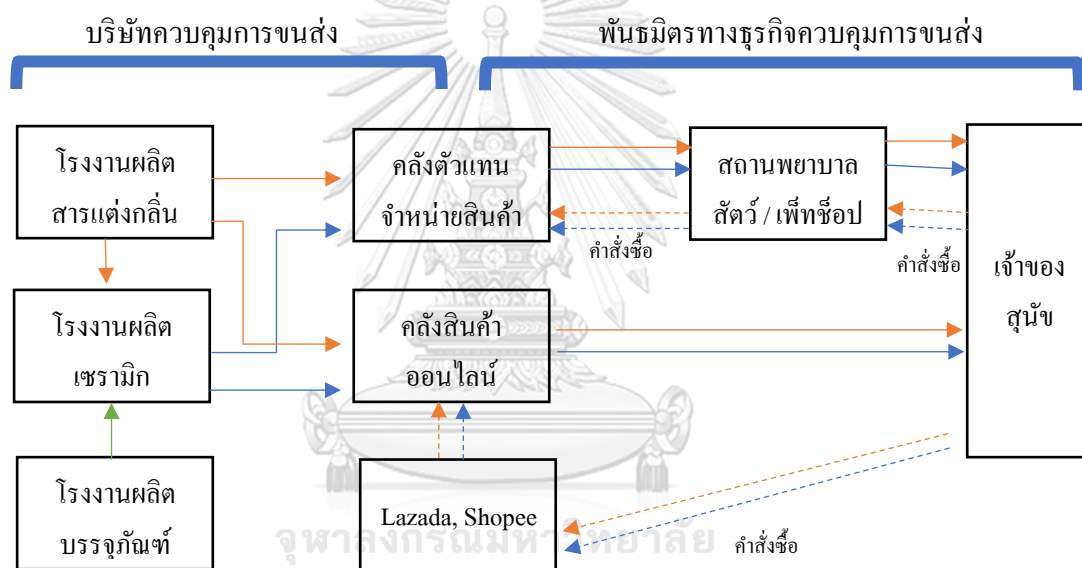 บริษัทควบคุมการขนส่ง
พันธมิตรทางธุรกิจควบคุมการขนส่ง
โรงงานผลิต
สารแต่งกลิ่น
คลังตัวแทน
จำหน่ายสินค้า
สถานพยาบาล
สัตว์ / เพ็ทช็อป
คำสั่งซื้อ
คำสั่งซื้อ
เจ้าของ
สุนัข
โรงงานผลิต
เซรามิก
คลังสินค้า
ออนไลน์
โรงงานผลิต
บรรจุภัณฑ์
Lazada, Shopee
คำสั่งซื้อ
จุฬาลงกรณ์มหาวิทยาลัย